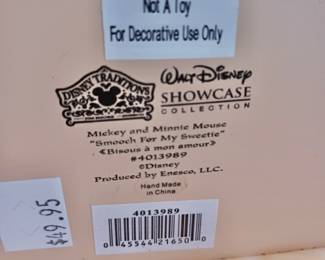 Not A Toy
For Decorative Use Only
DISNEY TRADITIONS
WALT DISNEY
SHOWCASE
COLLECTION
Mickey and Minnie Mouse
"Smooch For My Sweetie"
«Bisous à mon amour»
#4013989
©Disney
Produced by Enesco, LLC.
Hand Made
in China
4013989
0 45544 21650 0
$49.95